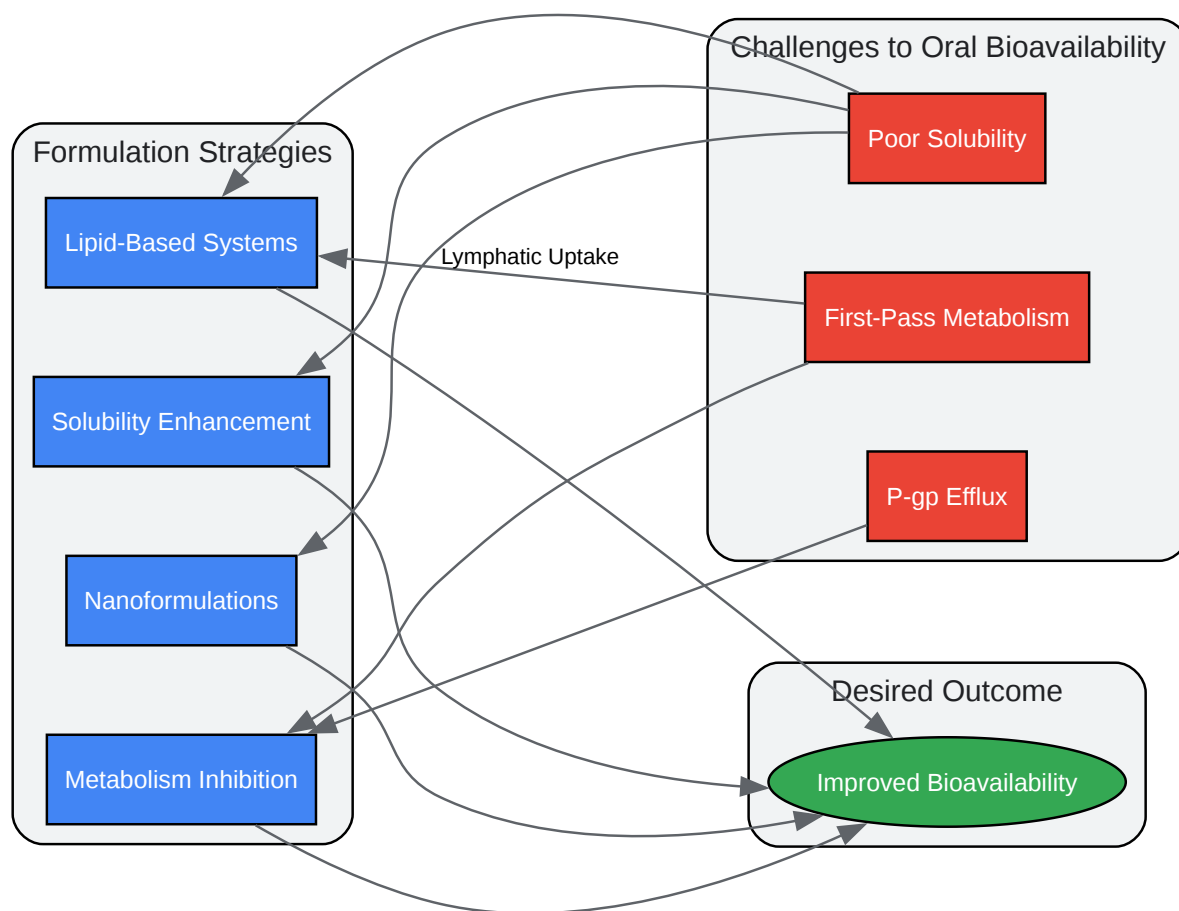 Challenges to Oral Bioavailability
Poor Solubility
First-Pass Metabolism
P-gp Efflux
Formulation Strategies
Lipid-Based Systems
Solubility Enhancement
Nanoformulations
Metabolism Inhibition
Lymphatic Uptake
Desired Outcome
Improved Bioavailability